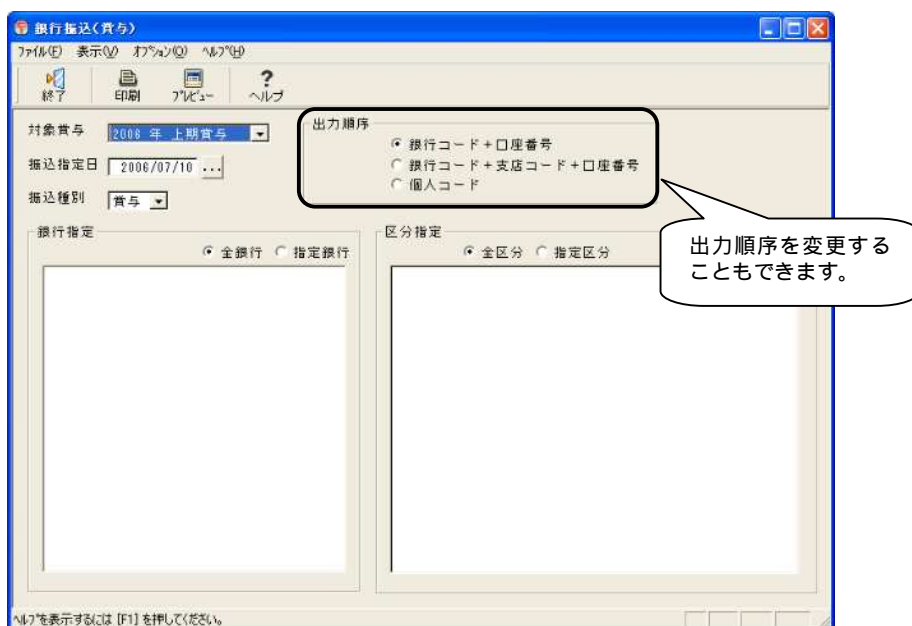 銀行振込(賞与)
ファイル(F) 表示(V) オプション(O) ヘルプ(H)
終了 印刷 プレビュー ヘルプ
対象賞与 2006 年 上期賞与
振込指定日 2006/07/10 ...
振込種別 賞与
出力順序
銀行コード+口座番号
銀行コード+支店コード+口座番号
個人コード
銀行指定
全銀行 指定銀行
区分指定
全区分 指定区分
出力順序を変更する
こともできます。
ヘルプを表示するには [F1] を押してください。